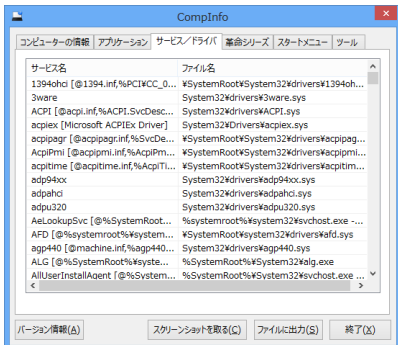 CompInfo
コンピューターの情報 アプリケーション サービス／ドライバ 革命シリーズ スタートメニュー ツール
サービス名 ファイル名
1394ohci [@1394.inf,%PCI¥CC_0... ¥SystemRoot¥System32¥drivers¥1394oh...
3ware System32¥drivers¥3ware.sys
ACPI [@acpi.inf,%ACPI.SvcDesc... System32¥drivers¥ACPI.sys
acpiex [Microsoft ACPIEx Driver] System32¥Drivers¥acpiex.sys
acpipagr [@acpipagr.inf,%SvcDe... ¥SystemRoot¥System32¥drivers¥acpipag...
AcpiPmi [@acpipmi.inf,%AcpiPm... ¥SystemRoot¥System32¥drivers¥acpipmi...
acpitime [@acpitime.inf,%AcpiTi... ¥SystemRoot¥System32¥drivers¥acpitim...
adp94xx System32¥drivers¥adp94xx.sys
adpahci System32¥drivers¥adpahci.sys
adpu320 System32¥drivers¥adpu320.sys
AeLookupSvc [@%SystemRoot... %systemroot%¥system32¥svchost.exe -...
AFD [@%systemroot%¥system... ¥SystemRoot¥system32¥drivers¥afd.sys
agp440 [@machine.inf,%agp440... System32¥drivers¥agp440.sys
ALG [@%SystemRoot%¥syste... %SystemRoot%¥System32¥alg.exe
AllUserInstallAgent [@%System... %SystemRoot%¥System32¥svchost.exe ...
バージョン情報(A) スクリーンショットを取る(C) ファイルに出力(S) 終了(X)